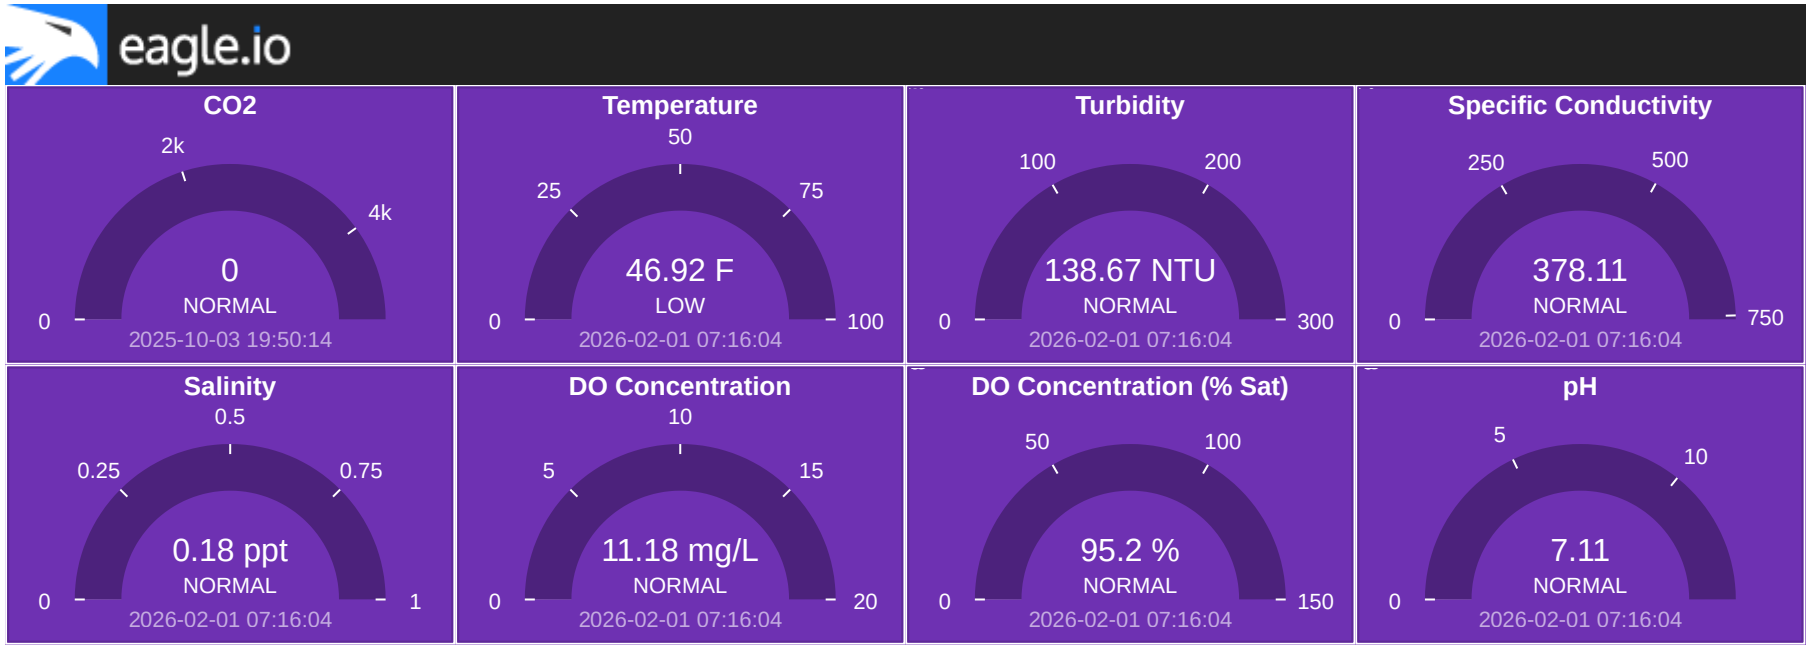 eagle.io
CO2
2k
4k
0
0
NORMAL
2025-10-03 19:50:14
Temperature
50
25
75
46.92 F
LOW
0
100
2026-02-01 07:16:04
Turbidity
100
200
138.67 NTU
NORMAL
0
300
2026-02-01 07:16:04
Specific Conductivity
250
500
378.11
NORMAL
0
750
2026-02-01 07:16:04
Salinity
0.5
0.25
0.75
0.18 ppt
NORMAL
0
1
2026-02-01 07:16:04
DO Concentration
10
5
15
11.18 mg/L
NORMAL
0
20
2026-02-01 07:16:04
DO Concentration (% Sat)
50
100
95.2 %
NORMAL
0
150
2026-02-01 07:16:04
pH
5
10
7.11
NORMAL
0
2026-02-01 07:16:04